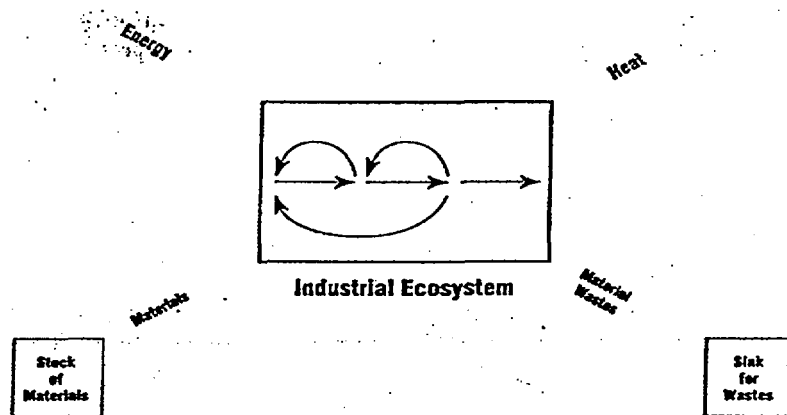 Energy
Heat
Industrial Ecosystem
Materials
Material
Wastes
Stock
of
Materials
Sink
for
Wastes